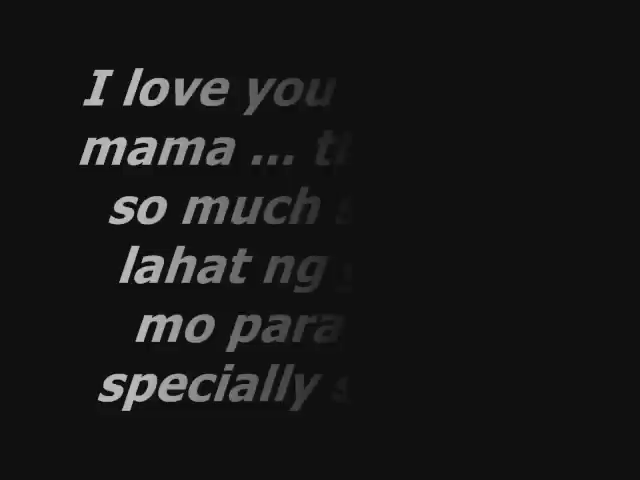 I love you
mama ...
so much
lahat ng
mo para
specially